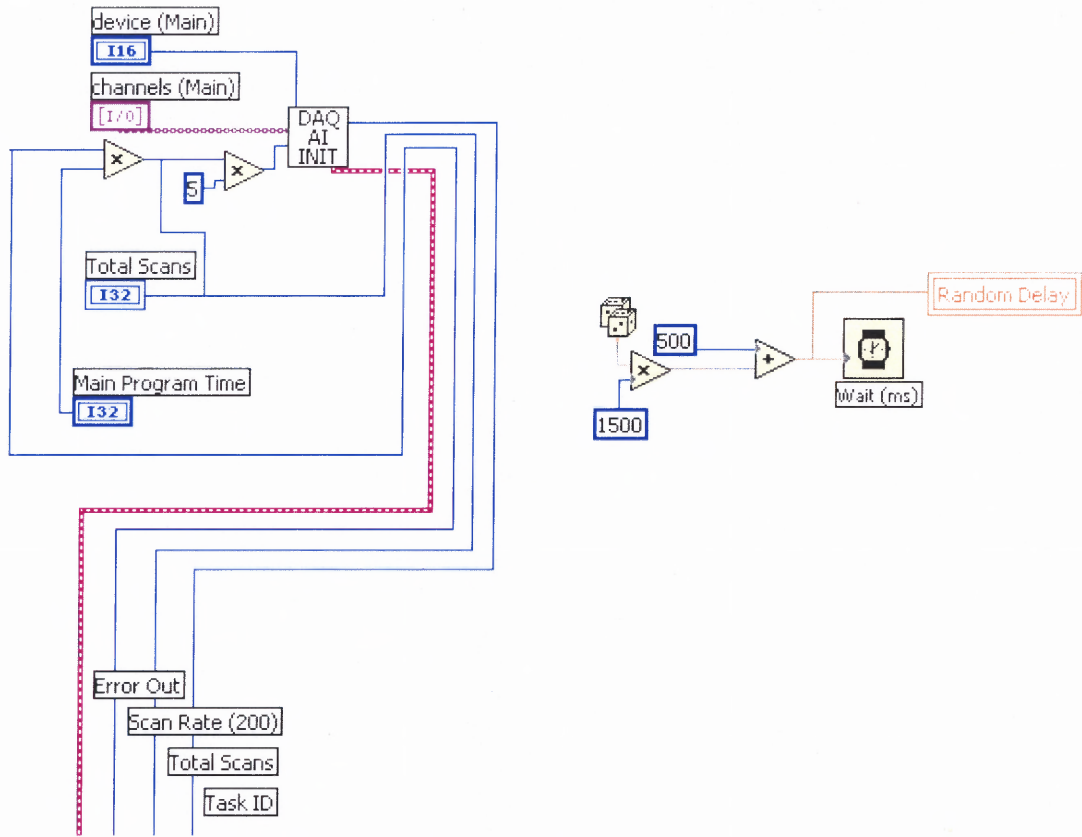 device (Main)
I16
channels (Main)
[I/0]
DAQ
AI
INIT
x
x
5
Total Scans
I32
Main Program Time
I32
Random Delay
500
x
+
1500
Wait (ms)
Error Out
Scan Rate (200)
Total Scans
Task ID